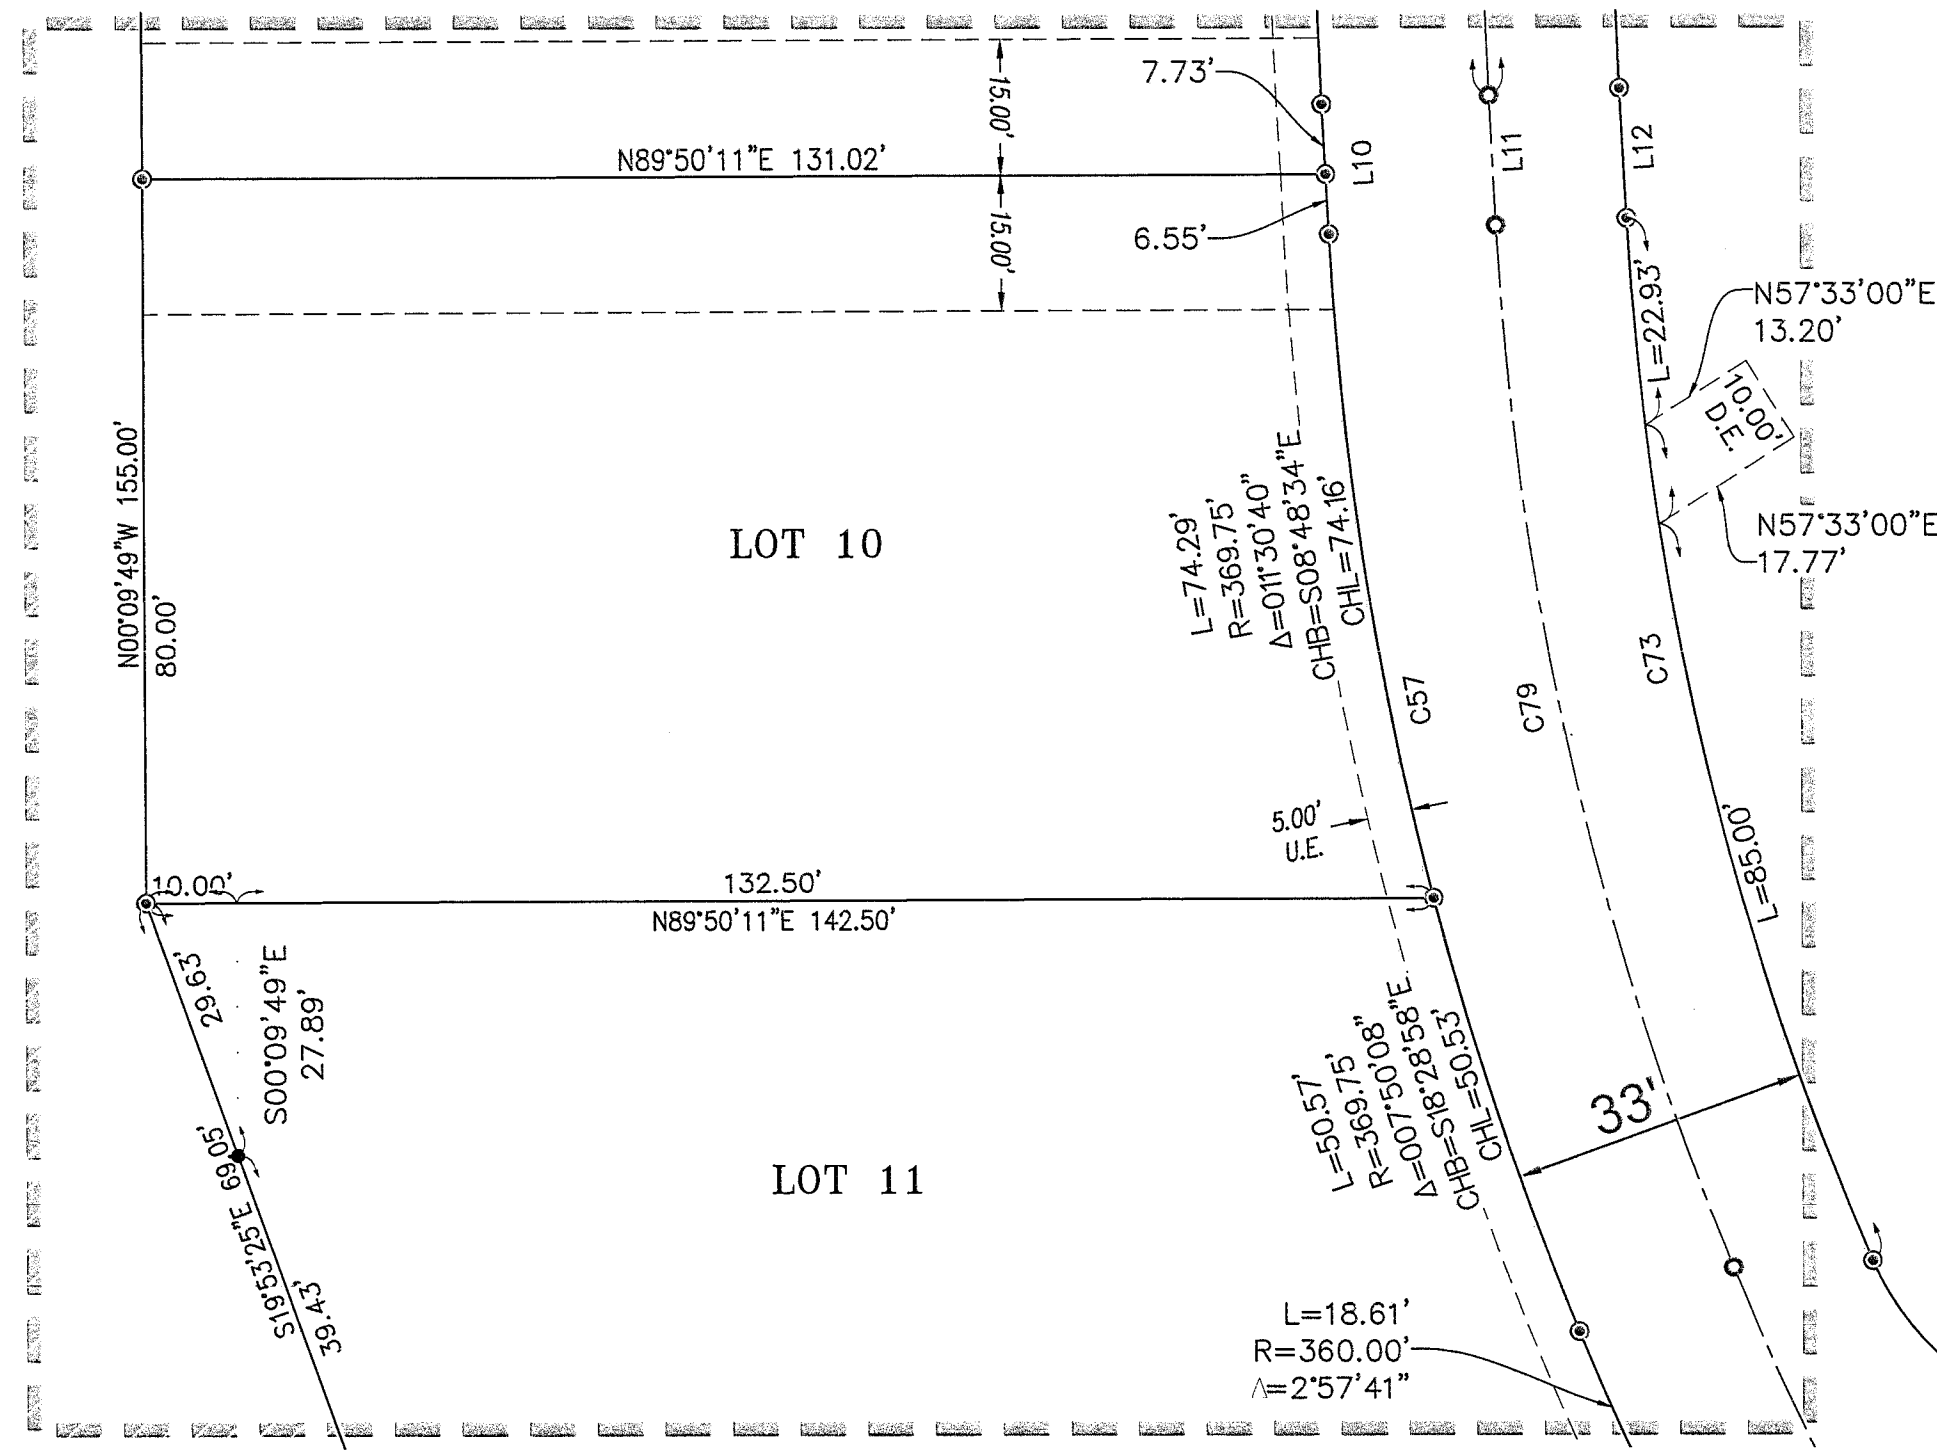 7.73'
15.00'
N89°50'11"E 131.02'
L10
L11
L12
15.00'
6.55'
L=22.93'
N57°33'00"E
13.20'
10.00'
D.E.
N57°33'00"E
17.77'
N00°09'49"W 155.00'
80.00'
LOT 10
L=74.29'
R=369.75'
Δ=011°30'40"
CHB=S08°48'34"E
CHL=74.16'
C57
C79
C73
5.00'
U.E.
L=85.00'
10.00'
132.50'
N89°50'11"E 142.50'
29.63'
S00°09'49"E
27.89'
L=50.57'
R=369.75'
Δ=007°50'08"
CHB=S18°28'58"E
CHL=50.53'
33'
S19°53'25"E 69.05'
39.43'
LOT 11
L=18.61'
R=360.00'
Δ=2°57'41"